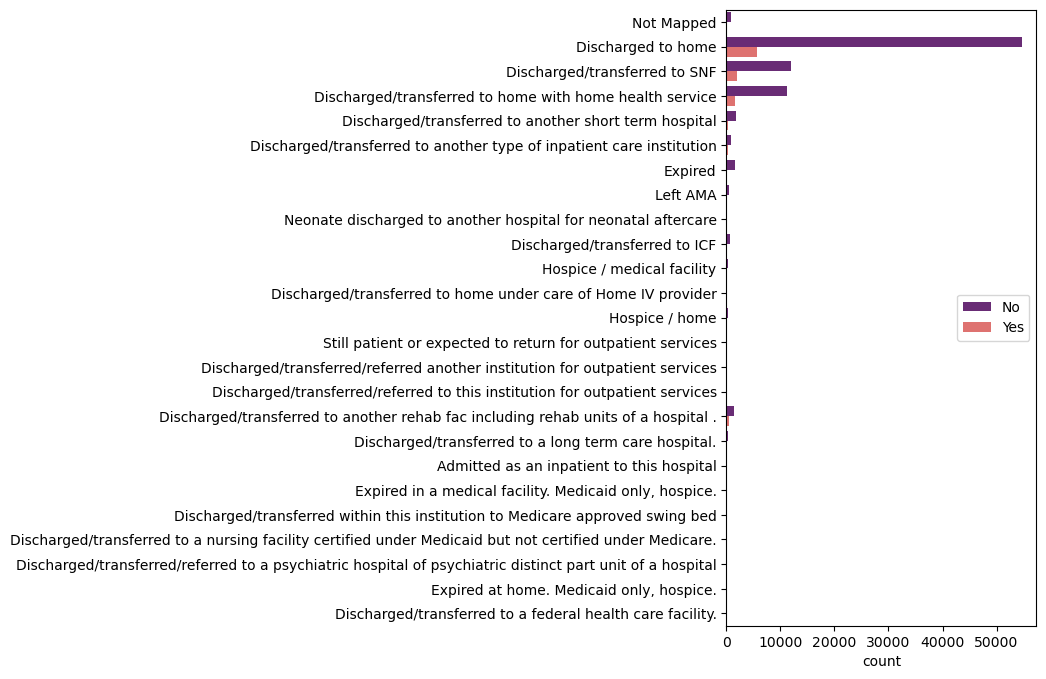 Not Mapped
Discharged to home
Discharged/transferred to SNF
Discharged/transferred to home with home health service
Discharged/transferred to another short term hospital
Discharged/transferred to another type of inpatient care institution
Expired
Left AMA
Neonate discharged to another hospital for neonatal aftercare
Discharged/transferred to ICF
Hospice / medical facility
Discharged/transferred to home under care of Home IV provider
Hospice / home
Still patient or expected to return for outpatient services
Discharged/transferred/referred another institution for outpatient services
Discharged/transferred/referred to this institution for outpatient services
Discharged/transferred to another rehab fac including rehab units of a hospital .
Discharged/transferred to a long term care hospital.
Admitted as an inpatient to this hospital
Expired in a medical facility. Medicaid only, hospice.
Discharged/transferred within this institution to Medicare approved swing bed
Discharged/transferred to a nursing facility certified under Medicaid but not certified under Medicare.
Discharged/transferred/referred to a psychiatric hospital of psychiatric distinct part unit of a hospital
Expired at home. Medicaid only, hospice.
Discharged/transferred to a federal health care facility.
No
Yes
0 10000 20000 30000 40000 50000
count